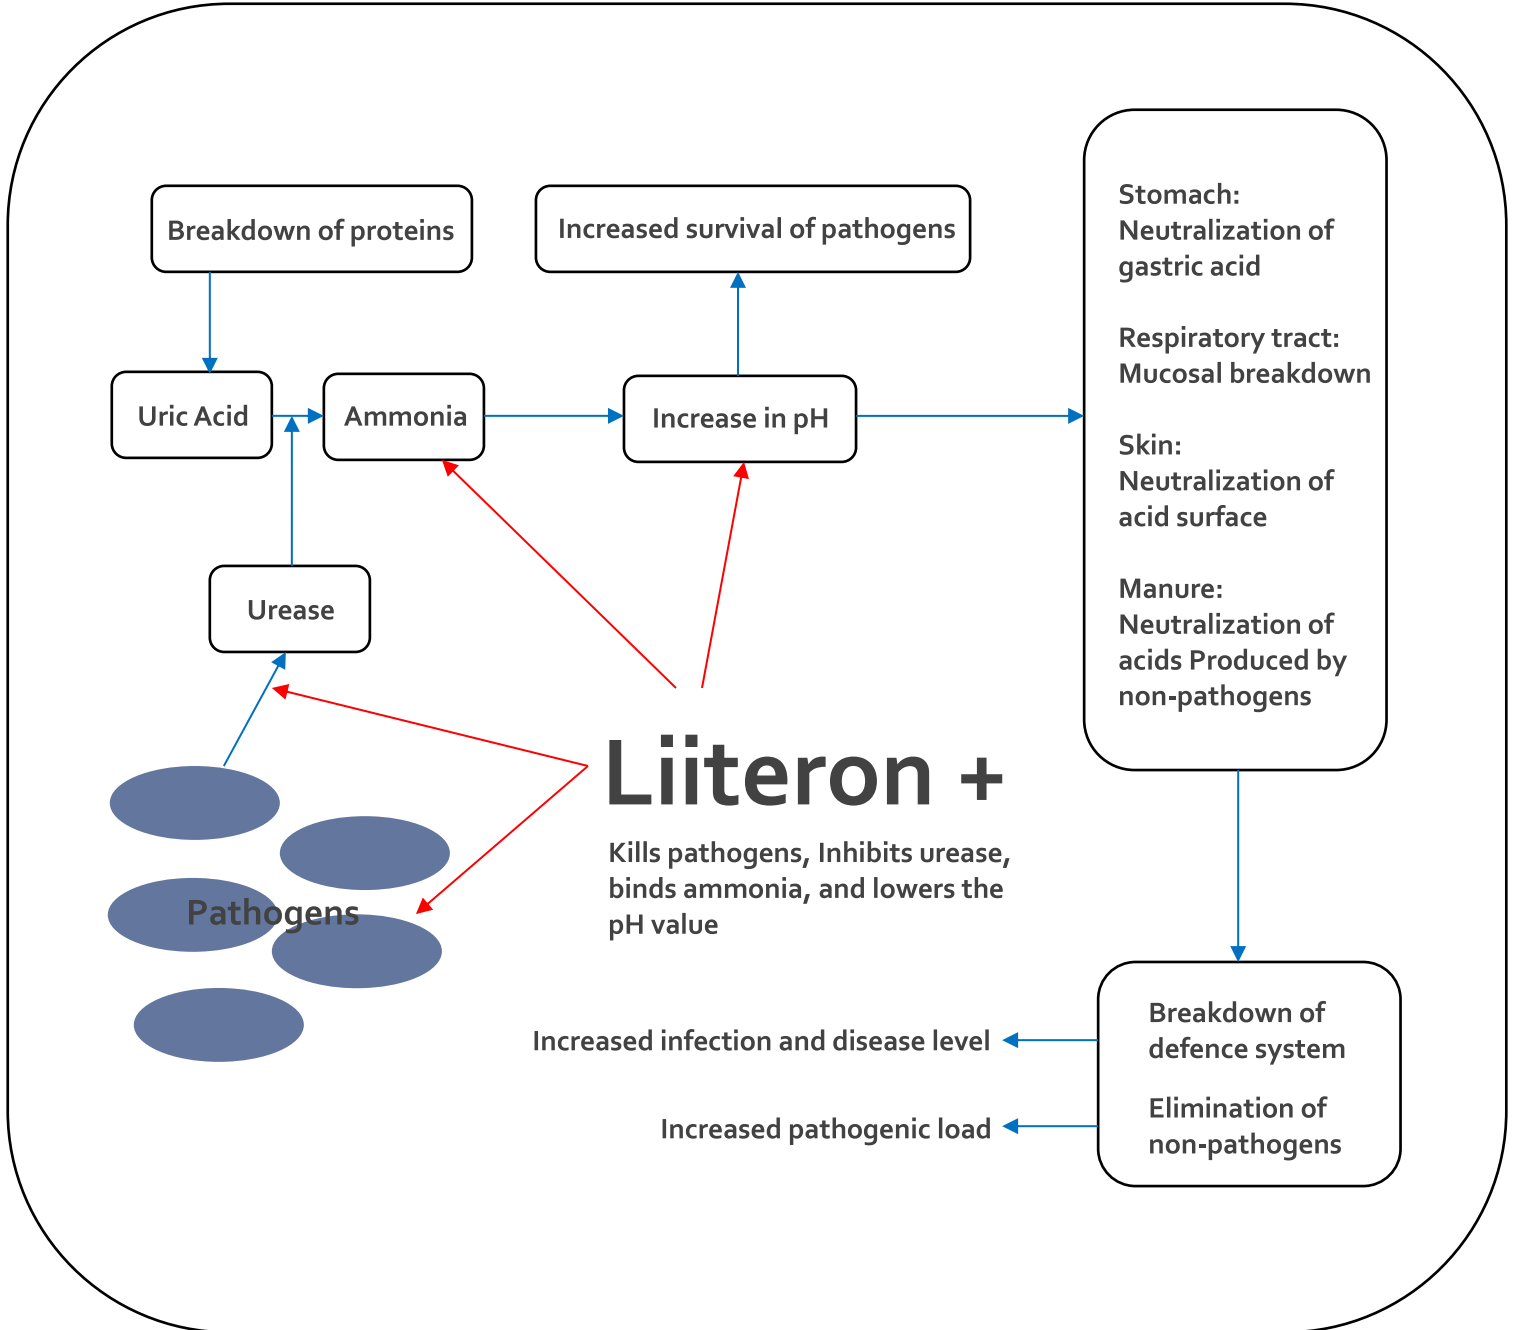 Breakdown of proteins
Increased survival of pathogens
Uric Acid
Ammonia
Increase in pH
Urease
Pathogens
Liiteron +
Kills pathogens, Inhibits urease,
binds ammonia, and lowers the
pH value
Stomach:
Neutralization of
gastric acid
Respiratory tract:
Mucosal breakdown
Skin:
Neutralization of
acid surface
Manure:
Neutralization of
acids Produced by
non-pathogens
Breakdown of
defence system
Elimination of
non-pathogens
Increased infection and disease level
Increased pathogenic load